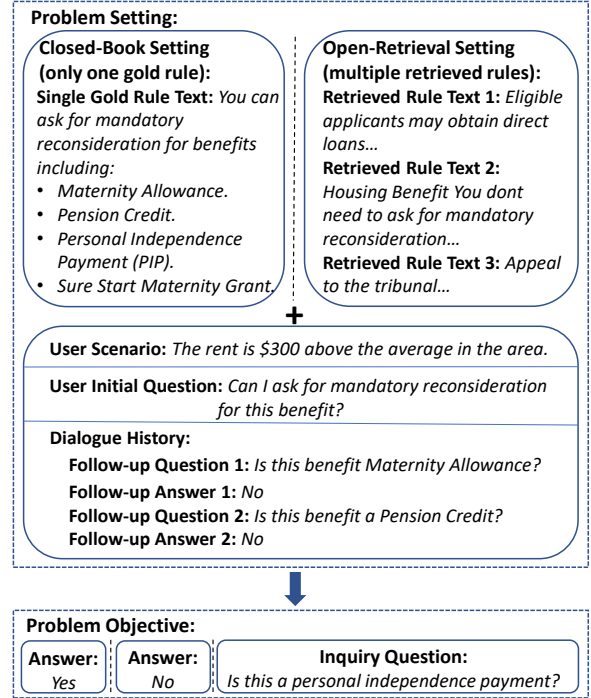 Problem Setting:
Closed-Book Setting
(only one gold rule):
Single Gold Rule Text: You can
ask for mandatory
reconsideration for benefits
including:
• Maternity Allowance.
• Pension Credit.
• Personal Independence
Payment (PIP).
• Sure Start Maternity Grant.
Open-Retrieval Setting
(multiple retrieved rules):
Retrieved Rule Text 1: Eligible
applicants may obtain direct
loans…
Retrieved Rule Text 2:
Housing Benefit You dont
need to ask for mandatory
reconsideration…
Retrieved Rule Text 3: Appeal
to the tribunal…
+
User Scenario: The rent is $300 above the average in the area.
User Initial Question: Can I ask for mandatory reconsideration
for this benefit?
Dialogue History:
Follow-up Question 1: Is this benefit Maternity Allowance?
Follow-up Answer 1: No
Follow-up Question 2: Is this benefit a Pension Credit?
Follow-up Answer 2: No
Problem Objective:
Answer:
Yes
Answer:
No
Inquiry Question:
Is this a personal independence payment?